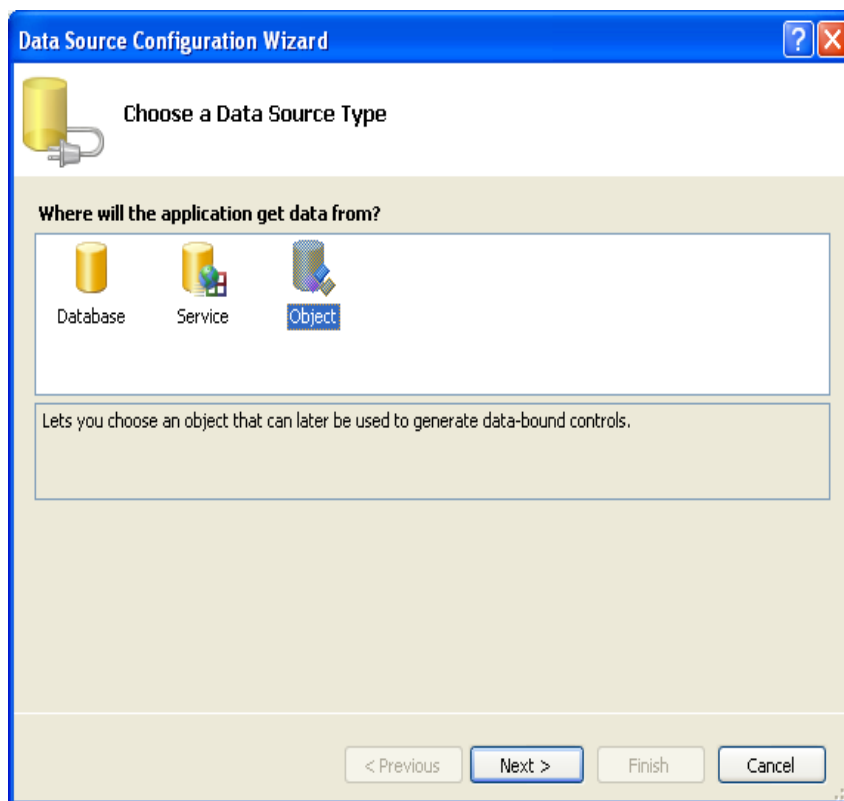 Data Source Configuration Wizard
Choose a Data Source Type
Where will the application get data from?
Database Service Object
Lets you choose an object that can later be used to generate data-bound controls.
< Previous Next > Finish Cancel